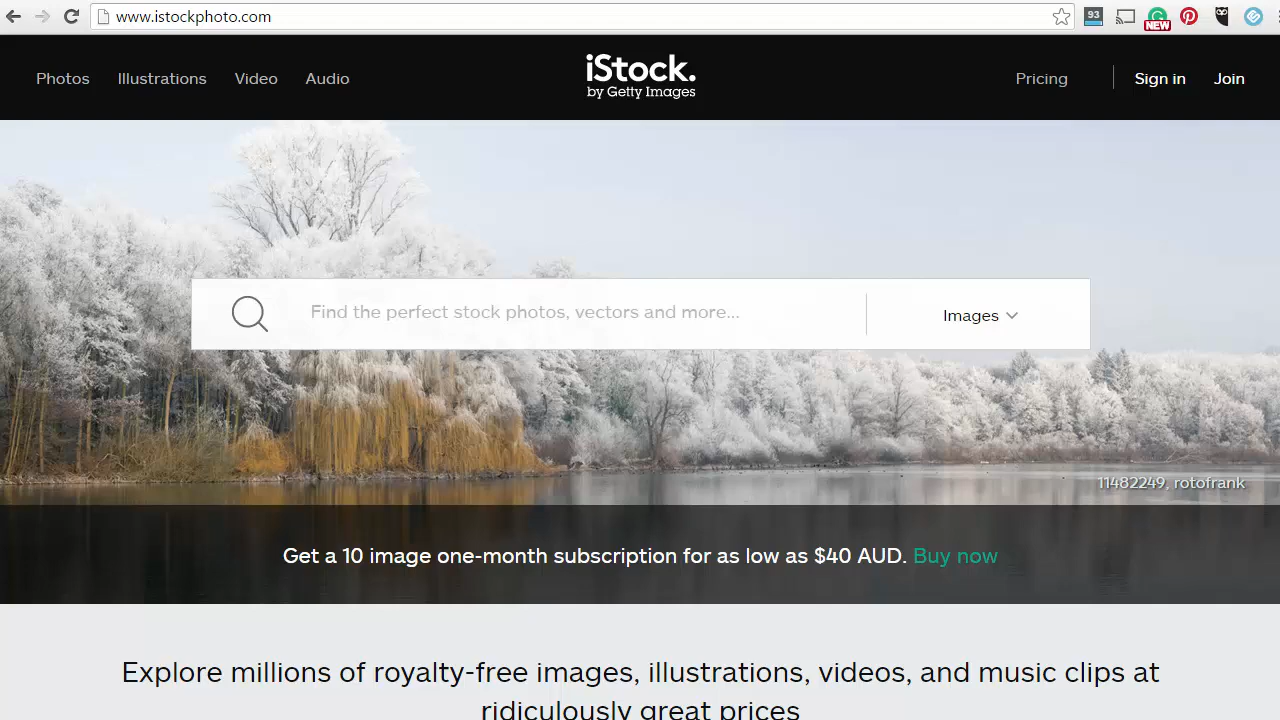 www.istockphoto.com
93
NEW
Photos Illustrations Video Audio
iStock.
by Getty Images
Pricing Sign in Join
Find the perfect stock photos, vectors and more...
Images
11482249, rotofrank
Get a 10 image one-month subscription for as low as $40 AUD. Buy now
Explore millions of royalty-free images, illustrations, videos, and music clips at
ridiculously great prices